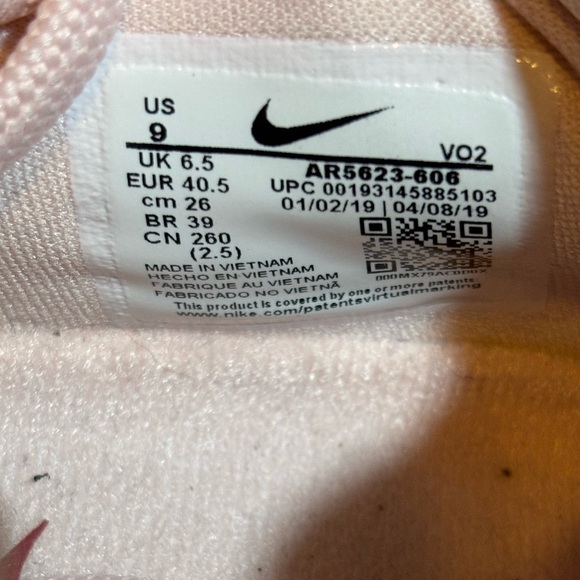 US
9
VO2
UK 6.5
AR5623-606
EUR 40.5
UPC 00193145885103
cm 26
01/02/19 | 04/08/19
BR 39
CN 260
(2.5)
MADE IN VIETNAM
HECHO EN VIETNAM
FABRIQUE AU VIETNAM
FABRICADO NO VIETNÃ
This product is covered by one or more patents
www.nike.com/patentsvirtualmarking